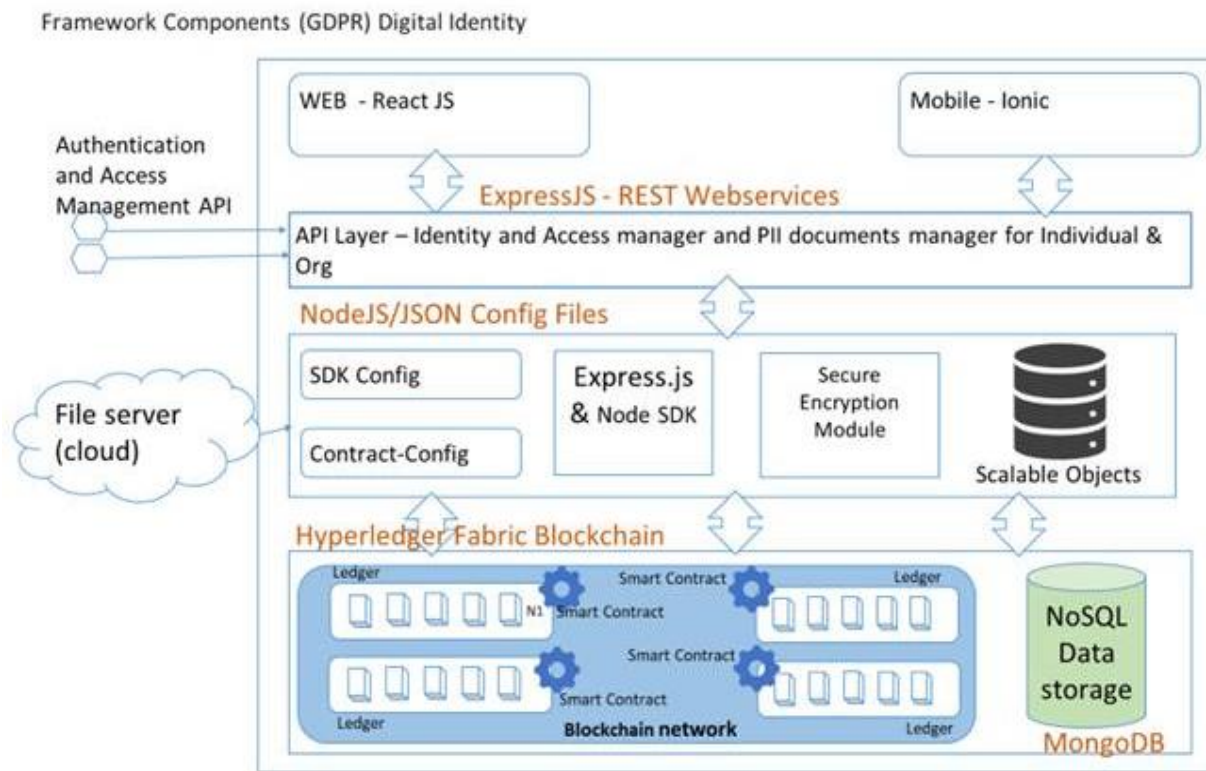 Framework Components (GDPR) Digital Identity
WEB - React JS
Mobile - Ionic
Authentication
and Access
Management API
ExpressJS - REST Webservices
API Layer – Identity and Access manager and PII documents manager for Individual &
Org
NodeJS/JSON Config Files
SDK Config
Express.js
& Node SDK
Secure
Encryption
Module
File server
(cloud)
Contract-Config
Scalable Objects
Hyperledger Fabric Blockchain
Ledger
Smart Contract
Ledger
N1
Smart Contract
Smart Contract
Smart Contract
Ledger
Blockchain network
Ledger
NoSQL
Data
storage
MongoDB